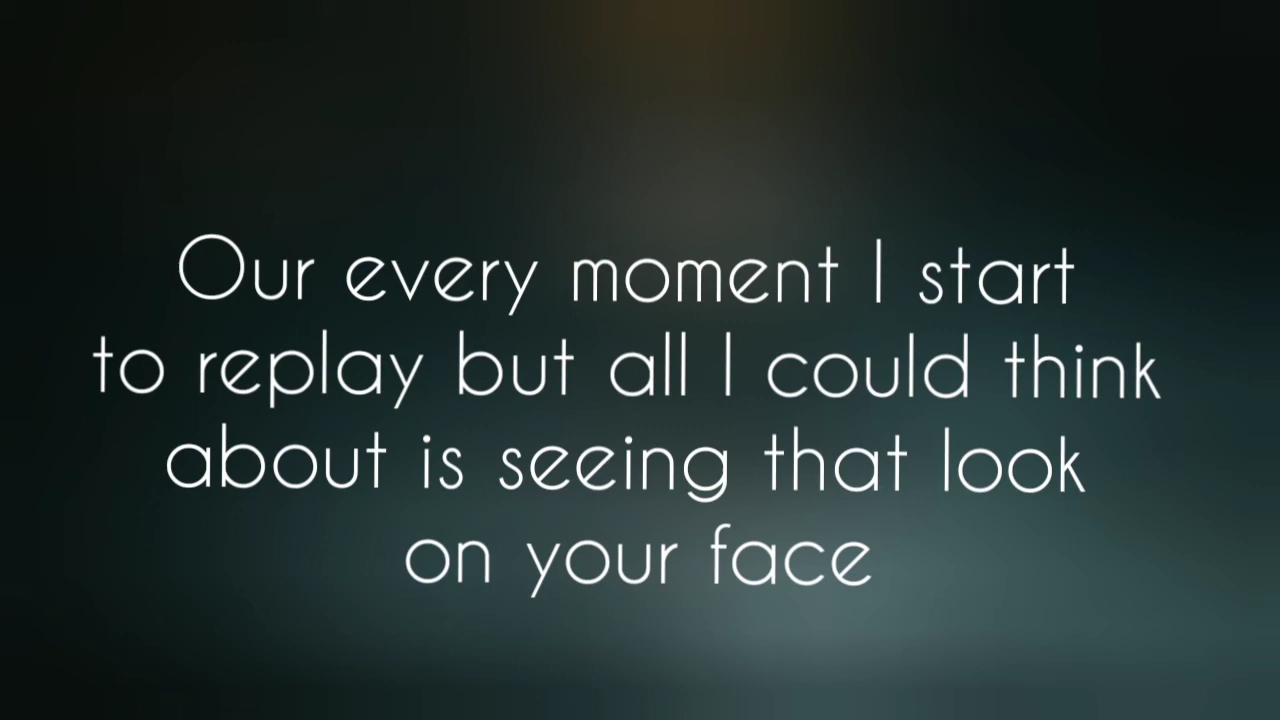 Our every moment I start
to replay but all I could think
about is seeing that look
on your face